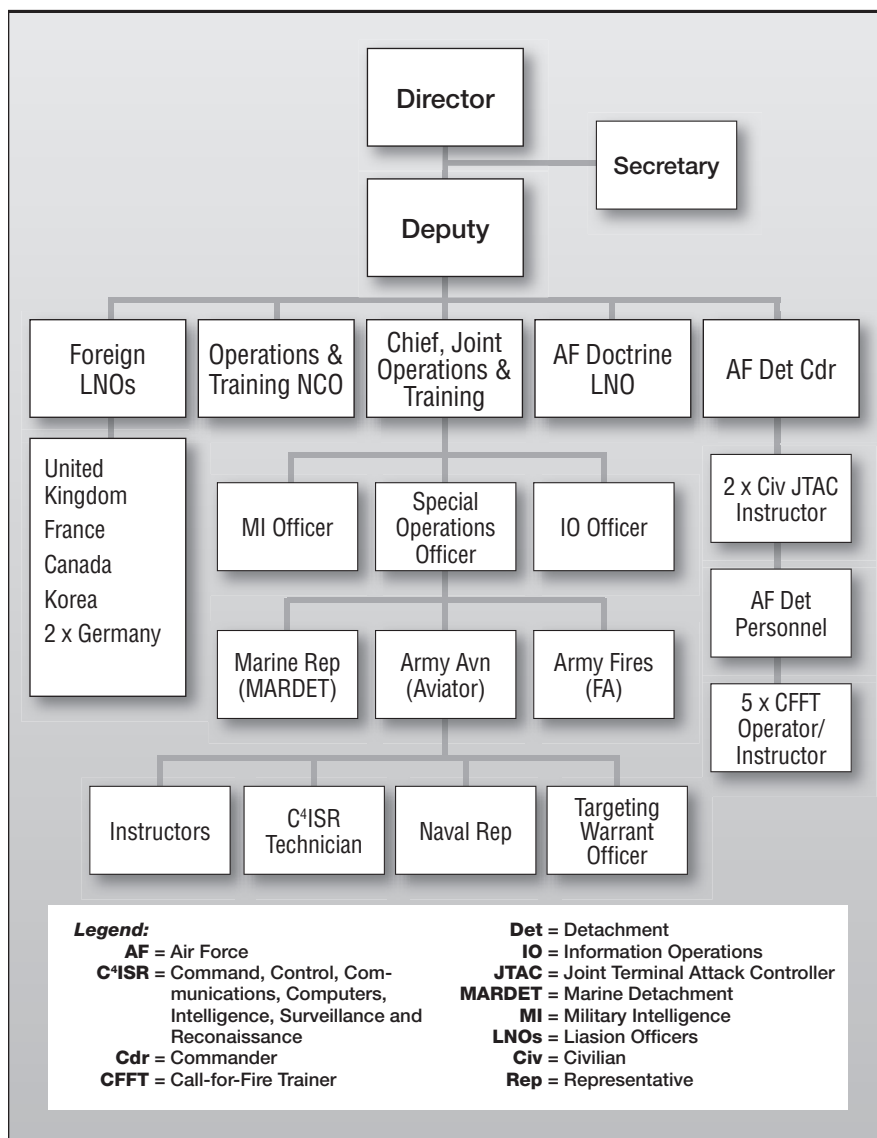 Director
Secretary
Deputy
Foreign
LNOs
Operations &
Training NCO
Chief, Joint
Operations &
Training
AF Doctrine
LNO
AF Det Cdr
United
Kingdom
France
Canada
Korea
2 x Germany
MI Officer
Special
Operations
Officer
IO Officer
2 x Civ JTAC
Instructor
Marine Rep
(MARDET)
Army Avn
(Aviator)
Army Fires
(FA)
AF Det
Personnel
5 x CFFT
Operator/
Instructor
Instructors
C⁴ISR
Technician
Naval Rep
Targeting
Warrant
Officer
Legend:
AF = Air Force
C⁴ISR = Command, Control, Com-
munications, Computers,
Intelligence, Surveillance and
Reconaissance
Cdr = Commander
CFFT = Call-for-Fire Trainer
Det = Detachment
IO = Information Operations
JTAC = Joint Terminal Attack Controller
MARDET = Marine Detachment
MI = Military Intelligence
LNOs = Liasion Officers
Civ = Civilian
Rep = Representative